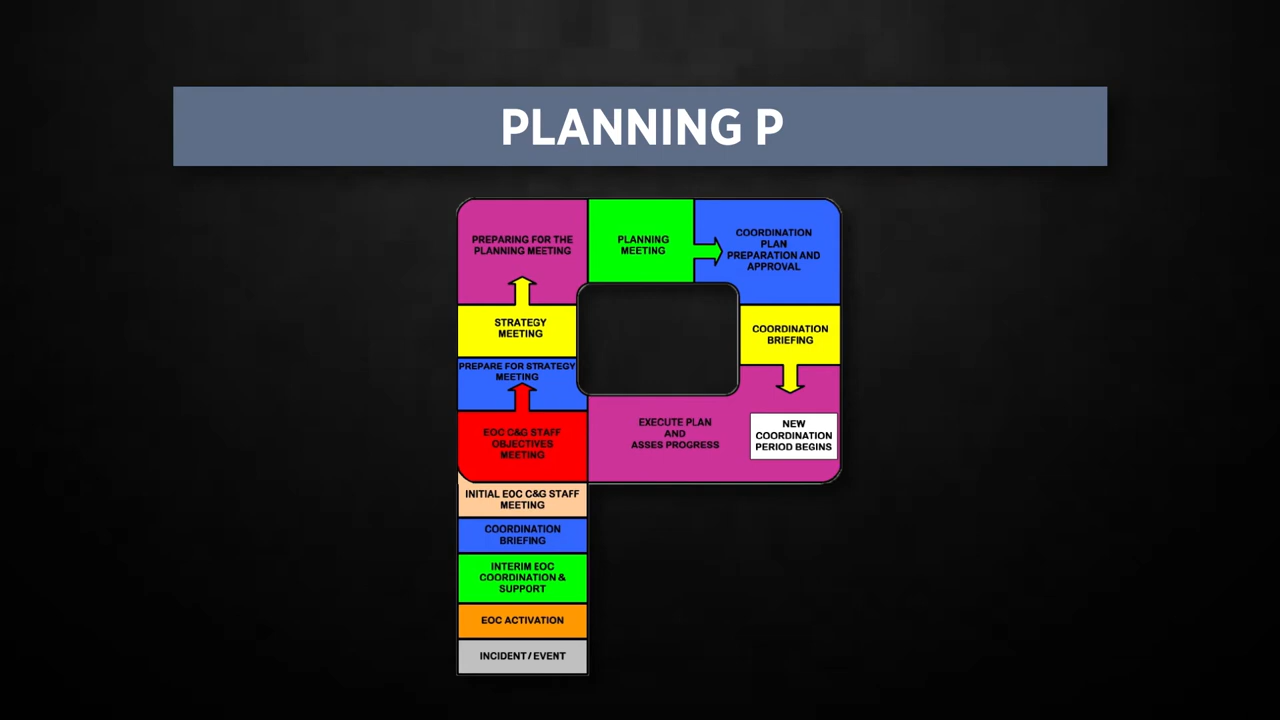 PLANNING P
PREPARING FOR THE
PLANNING MEETING
PLANNING
MEETING
COORDINATION
PLAN
PREPARATION AND
APPROVAL
STRATEGY
MEETING
COORDINATION
BRIEFING
PREPARE FOR STRATEGY
MEETING
EOC C&G STAFF
OBJECTIVES
MEETING
EXECUTE PLAN
AND
ASSES PROGRESS
NEW
COORDINATION
PERIOD BEGINS
INITIAL EOC C&G STAFF
MEETING
COORDINATION
BRIEFING
INTERIM EOC
COORDINATION &
SUPPORT
EOC ACTIVATION
INCIDENT / EVENT